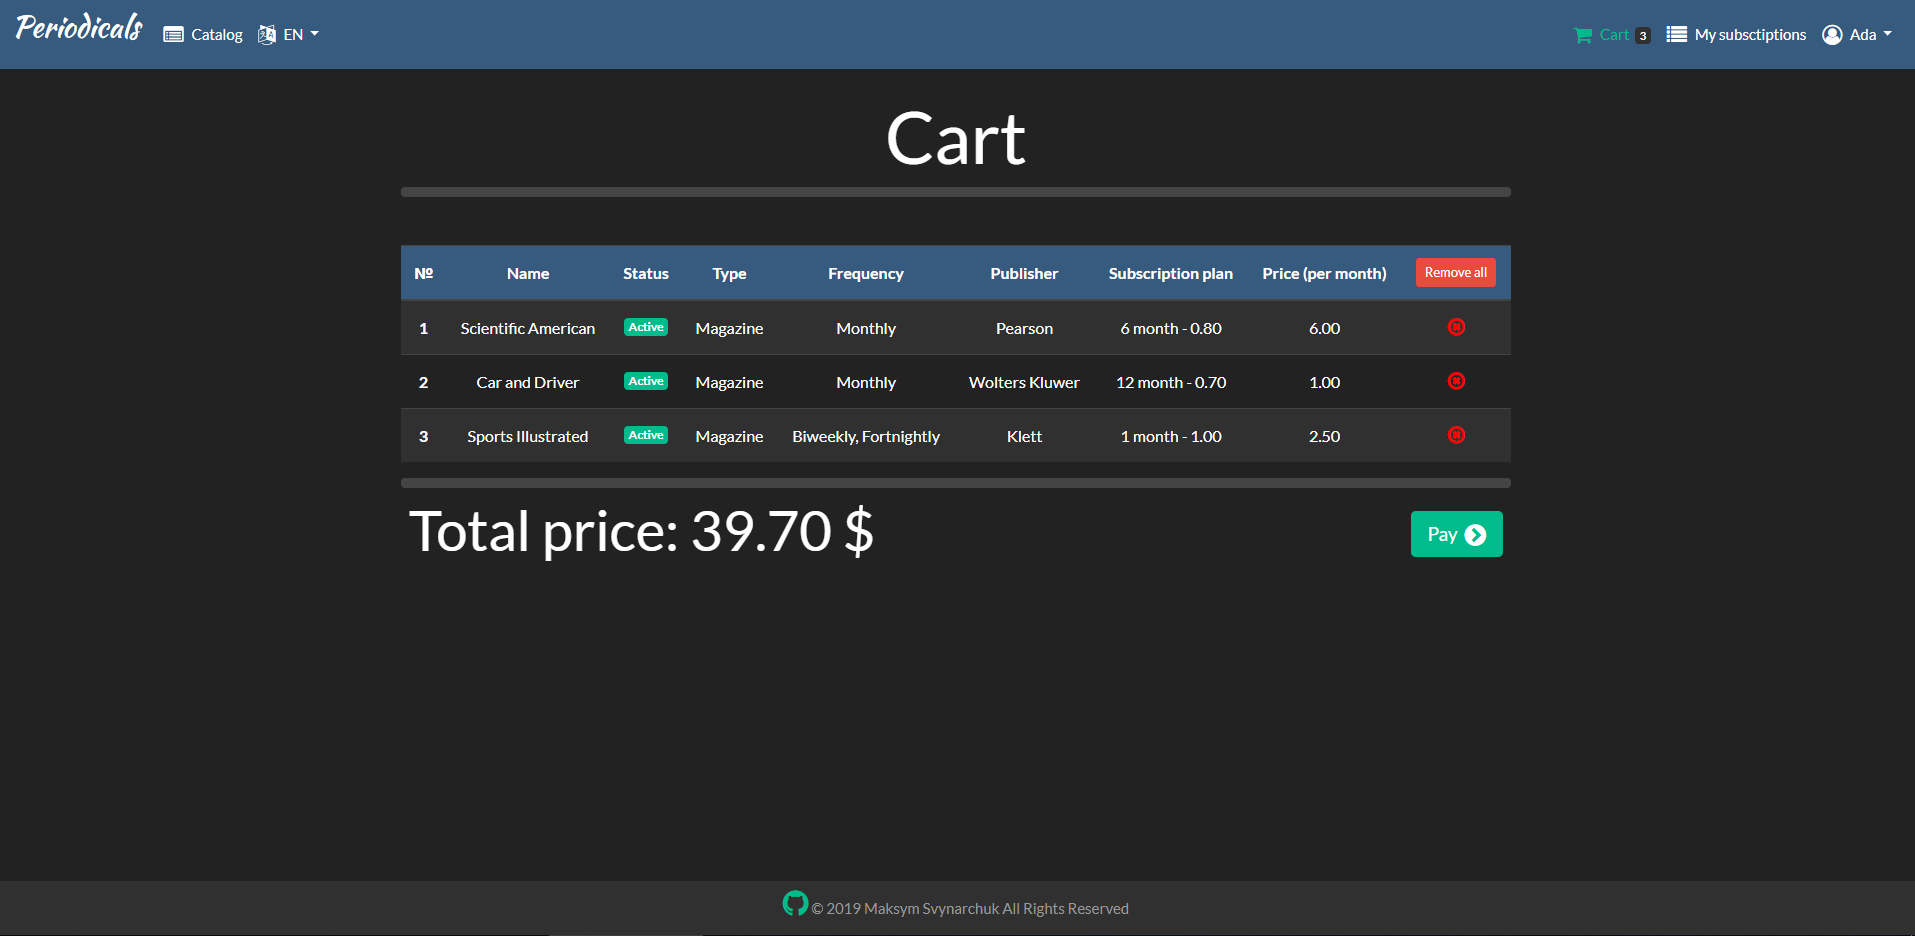 Periodicals Catalog EN Cart 3 My subsctiptions Ada
Cart
№ Name Status Type Frequency Publisher Subscription plan Price (per month) Remove all
1 Scientific American Active Magazine Monthly Pearson 6 month - 0.80 6.00
2 Car and Driver Active Magazine Monthly Wolters Kluwer 12 month - 0.70 1.00
3 Sports Illustrated Active Magazine Biweekly, Fortnightly Klett 1 month - 1.00 2.50
Total price: 39.70 $ Pay
© 2019 Maksym Svynarchuk All Rights Reserved